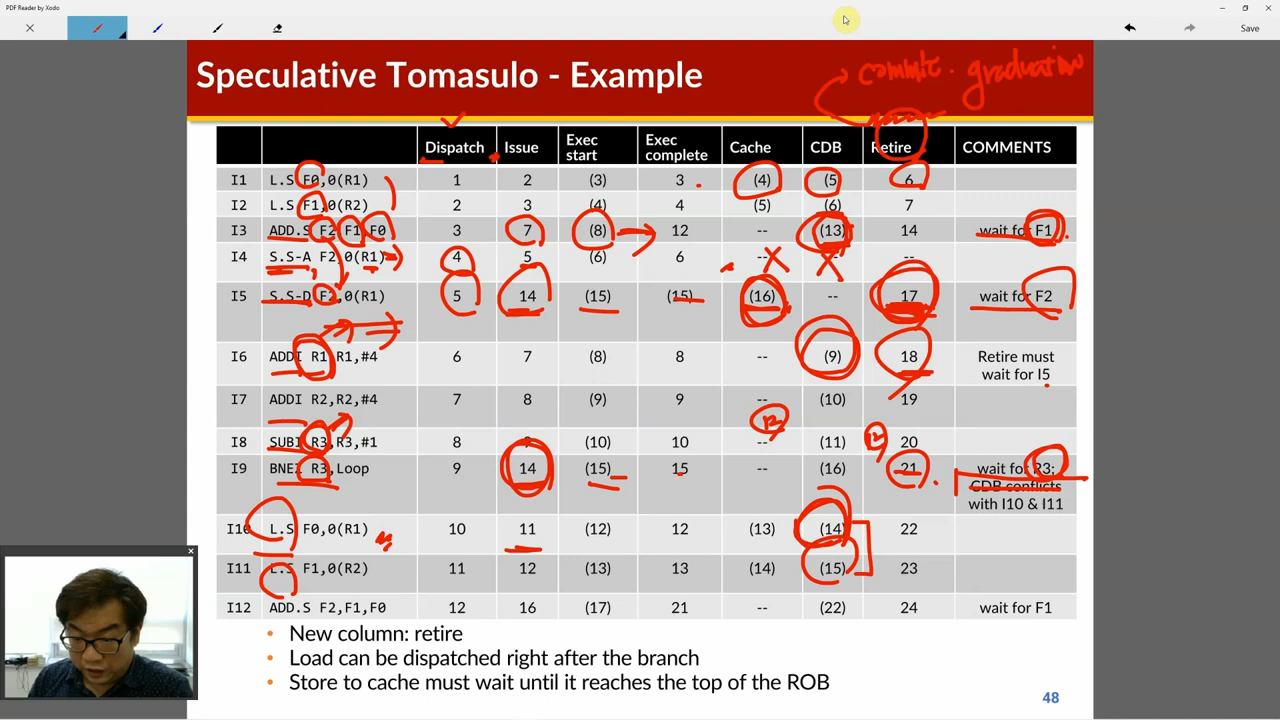 PDF Reader by Xodo
Save
Speculative Tomasulo - Example
commit. graduation
Dispatch Issue Exec start Exec complete Cache CDB Retire COMMENTS
I1 L.S F0,0(R1) 1 2 (3) 3 (4) (5 6
I2 L.S F1,0(R2) 2 3 (4) 4 (5) (6) 7
I3 ADD.S F2,F1,F0 3 7 (8) 12 -- (13) 14 wait for F1
I4 S.S-A F2,0(R1) 4 5 (6) 6 -- -- --
I5 S.S-D F2,0(R1) 5 14 (15) (15) (16) -- 17 wait for F2
I6 ADDI R1,R1,#4 6 7 (8) 8 -- (9) 18 Retire must wait for I5
I7 ADDI R2,R2,#4 7 8 (9) 9 -- (10) 19
12 12
I8 SUBI R3,R3,#1 8 9 (10) 10 -- (11) 20
I9 BNEZ R3,Loop 9 14 (15) 15 -- (16) 21 wait for R3; CDB conflicts with I10 & I11
I10 L.S F0,0(R1) 10 11 (12) 12 (13) (14) 22
I11 L.S F1,0(R2) 11 12 (13) 13 (14) (15) 23
I12 ADD.S F2,F1,F0 12 16 (17) 21 -- (22) 24 wait for F1
• New column: retire
• Load can be dispatched right after the branch
• Store to cache must wait until it reaches the top of the ROB
48